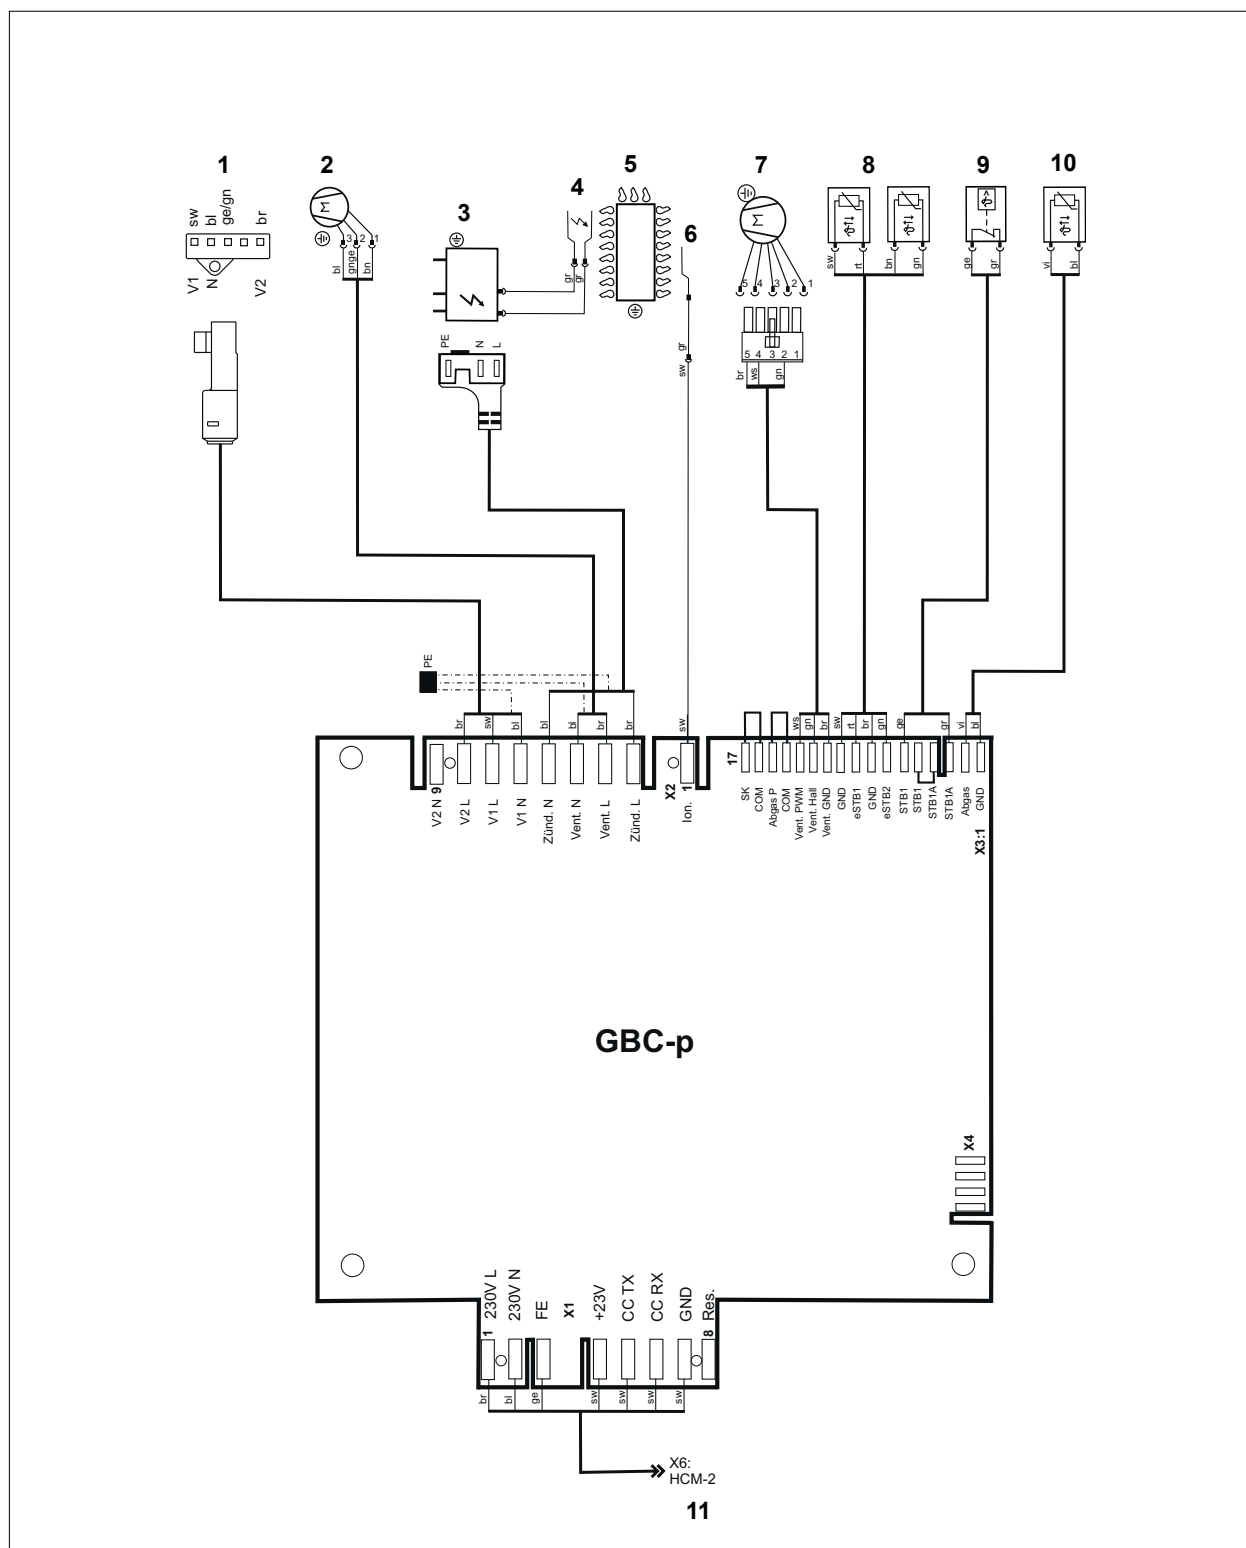 1
2
3
4
5
6
7
8
9
10
sw
bl
ge/gn
br
V1
N
V2
3 2 1
bl
gnge
bn
PE
N
L
gr
gr
gr
sw
5 4 3 2 1
5 4 3 2 1
br
ws
gn
sw
rt
bn
gn
ge
gr
vi
bl
PE
br
sw
bl
bl
bl
br
br
sw
ws
gn
br
sw
rt
br
gn
ge
gr
vi
bl
V2 N 9
V2 L
V1 L
V1 N
Zünd. N
Vent. N
Vent. L
Zünd. L
X2
Ion. 1
17
SK
COM
Abgas P
COM
Vent. PWM
Vent. Hall
Vent. GND
GND
eSTB1
GND
eSTB2
STB1
STB1
STB1A
STB1A
Abgas
GND
X3:1
GBC-p
X4
1 230V L
230V N
FE
X1
+23V
CC TX
CC RX
GND
8 Res.
br
bl
ge
sw
sw
sw
sw
X6:
HCM-2
11